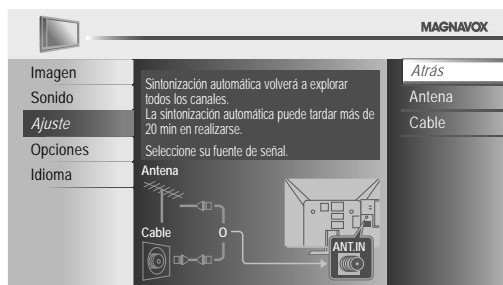 MAGNAVOX
Imagen
Sonido
Ajuste
Opciones
Idioma
Sintonización automática volverá a explorar
todos los canales.
La sintonización automática puede tardar más de
20 min en realizarse.
Seleccione su fuente de señal.
Antena
Cable
O
ANT.IN
Atrás
Antena
Cable